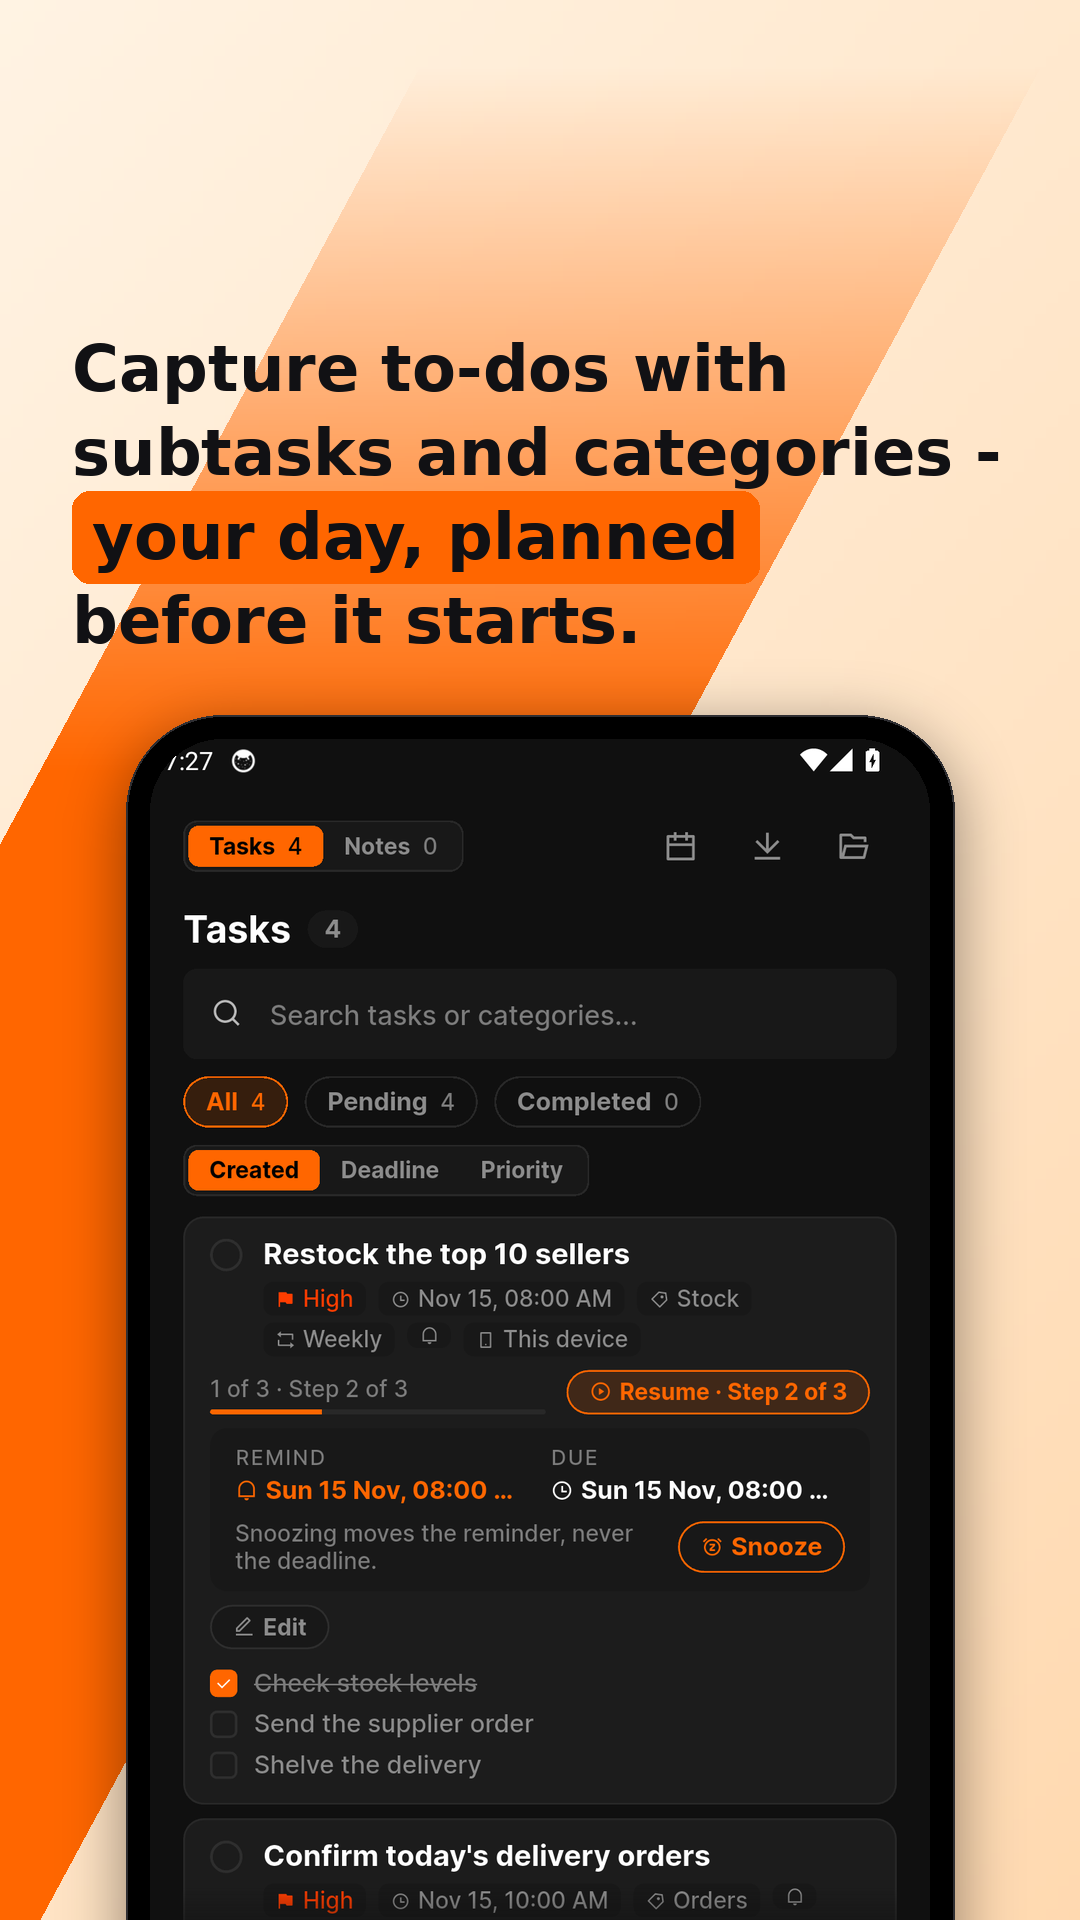 Capture to-dos with
subtasks and categories -
your day, planned
before it starts.
7:27
Tasks 4 Notes 0
Tasks 4
Search tasks or categories...
All 4 Pending 4 Completed 0
Created Deadline Priority
Restock the top 10 sellers
High Nov 15, 08:00 AM Stock
Weekly This device
1 of 3 · Step 2 of 3 Resume · Step 2 of 3
REMIND DUE
Sun 15 Nov, 08:00 ... Sun 15 Nov, 08:00 ...
Snoozing moves the reminder, never
the deadline.
Snooze
Edit
Check stock levels
Send the supplier order
Shelve the delivery
Confirm today's delivery orders
High Nov 15, 10:00 AM Orders